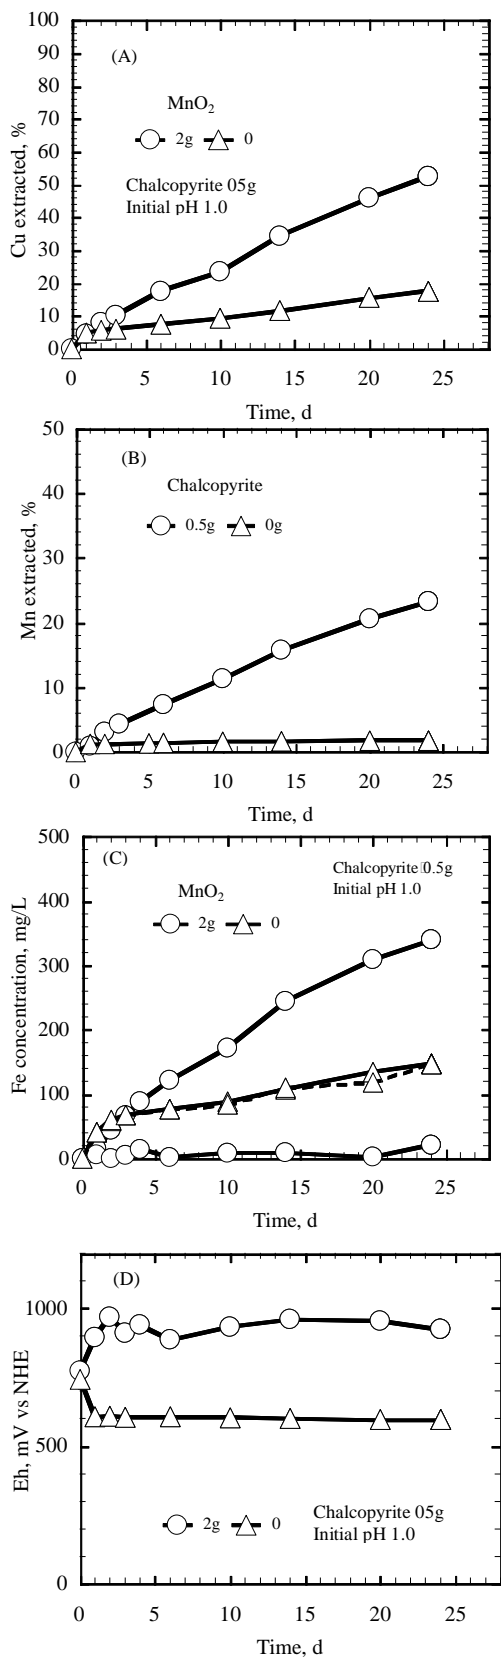 100
(A)
90
80
MnO2
70
2g 0
60
50
Chalcopyrite 05g
Initial pH 1.0
40
30
20
10
0
Cu extracted, %
0 5 10 15 20 25
Time, d
50
(B)
Chalcopyrite
40
0.5g 0g
30
20
10
0
Mn extracted, %
0 5 10 15 20 25
Time, d
500
(C)
Chalcopyrite 0.5g
Initial pH 1.0
MnO2
400
2g 0
300
200
100
0
Fe concentration, mg/L
0 5 10 15 20 25
Time, d
(D)
1000
500
2g 0
Chalcopyrite 05g
Initial pH 1.0
0
Eh, mV vs NHE
0 5 10 15 20 25
Time, d